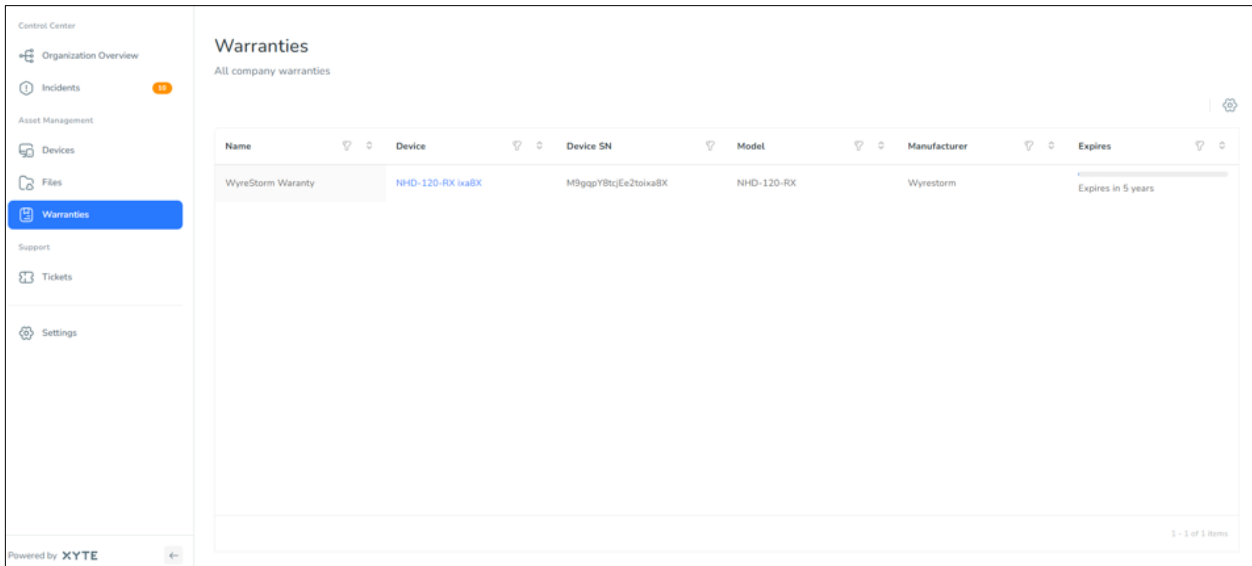 Control Center
Organization Overview
Incidents 10
Asset Management
Devices
Files
Warranties
Support
Tickets
Settings
Powered by XYTE
Warranties
All company warranties
Name Device Device SN Model Manufacturer Expires
WyreStorm Waranty NHD-120-RX ixa8X M9gqpY8tcjEe2toixa8X NHD-120-RX Wyrestorm Expires in 5 years
1 - 1 of 1 items